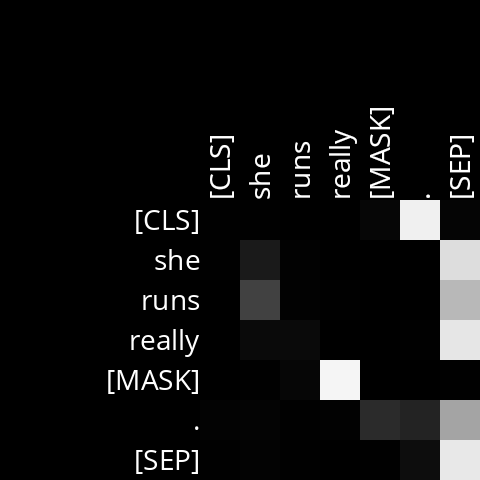 [CLS] she runs really [MASK] . [SEP]
[CLS]
she
runs
really
[MASK]
.
[SEP]